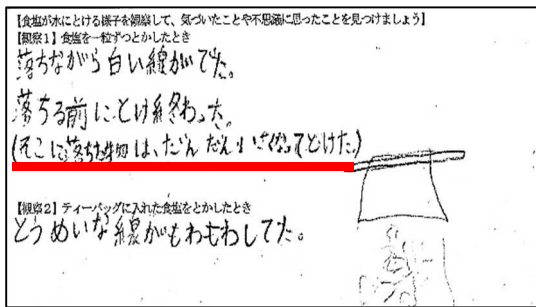 【食塩が水にとける様子を観察して、気づいたことや不思議に思ったことを見つけましょう】
【観察1】食塩を一粒ずつとかしたとき
落ちながら白い線がでた。
落ちる前にとけ終わった。
(そこに落ちた物は、だんだん小さくなってとけた。)
【観察2】ティーバッグに入れた食塩をとかしたとき
とうめいな線がもわもわしてた。